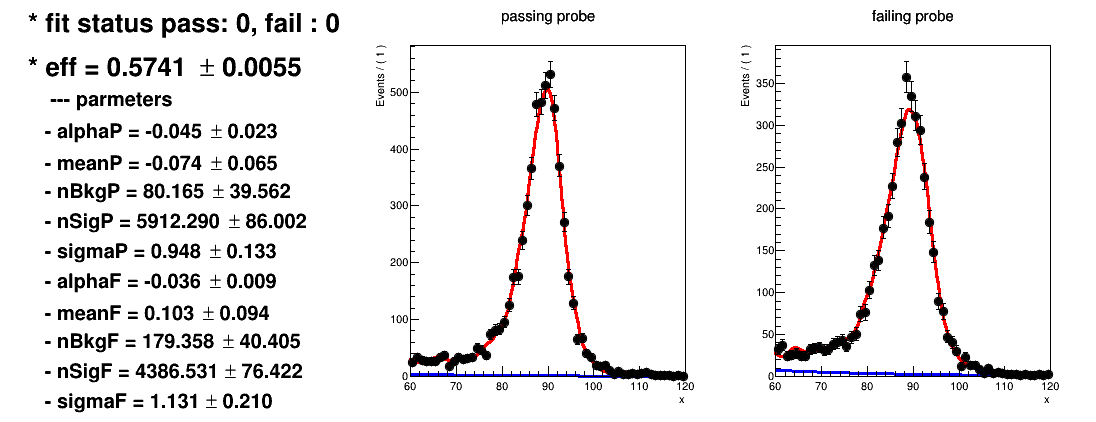 * fit status pass: 0, fail : 0
* eff = 0.5741 ± 0.0055
--- parmeters
- alphaP = -0.045 ± 0.023
- meanP = -0.074 ± 0.065
- nBkgP = 80.165 ± 39.562
- nSigP = 5912.290 ± 86.002
- sigmaP = 0.948 ± 0.133
- alphaF = -0.036 ± 0.009
- meanF = 0.103 ± 0.094
- nBkgF = 179.358 ± 40.405
- nSigF = 4386.531 ± 76.422
- sigmaF = 1.131 ± 0.210
passing probe
Events / ( 1 )
500
400
300
200
100
0
60 70 80 90 100 110 120
x
failing probe
Events / ( 1 )
350
300
250
200
150
100
50
0
60 70 80 90 100 110 120
x